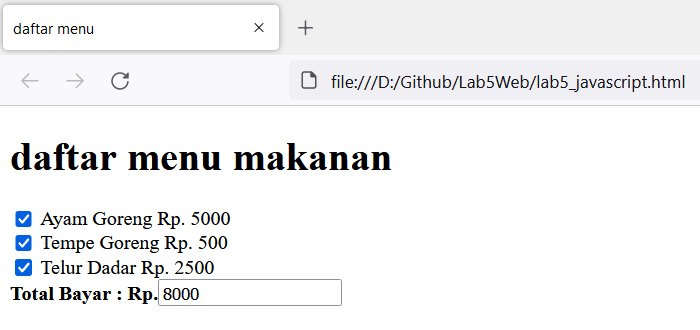 daftar menu
file:///D:/Github/Lab5Web/lab5_javascript.html
daftar menu makanan
Ayam Goreng Rp. 5000
Tempe Goreng Rp. 500
Telur Dadar Rp. 2500
Total Bayar : Rp.8000